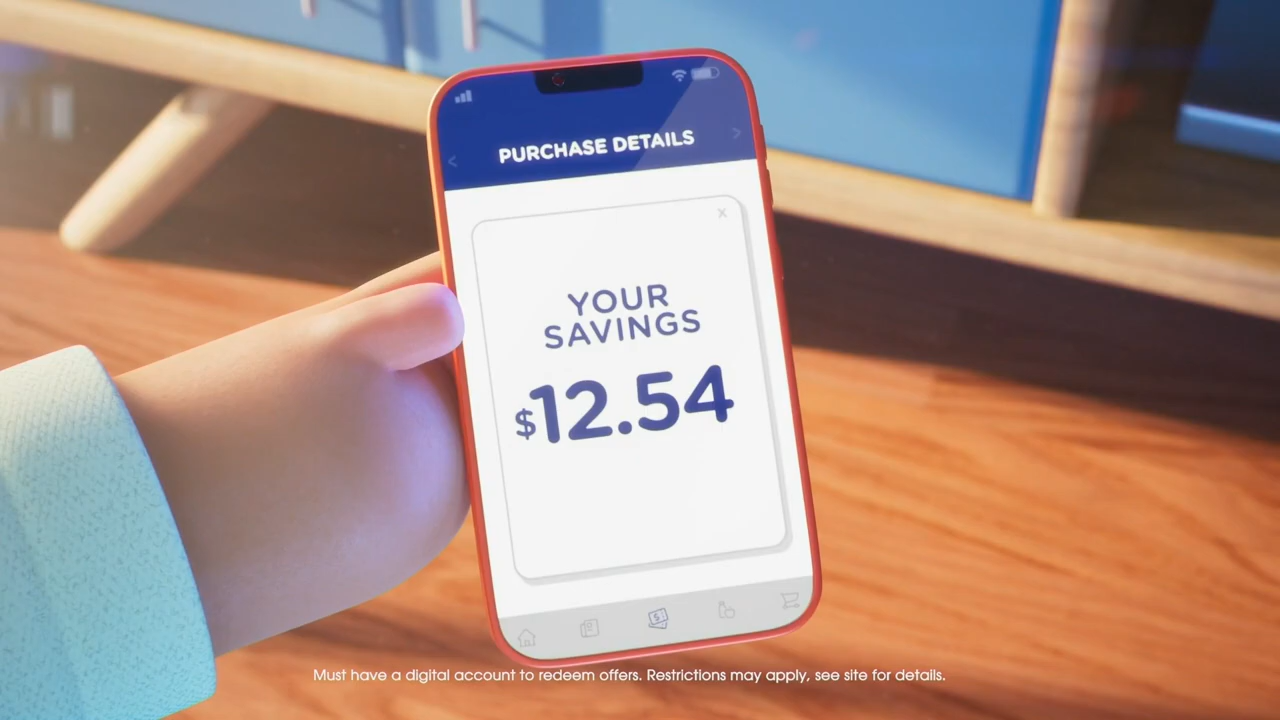 PURCHASE DETAILS
YOUR
SAVINGS
$12.54
Must have a digital account to redeem offers. Restrictions may apply, see site for details.